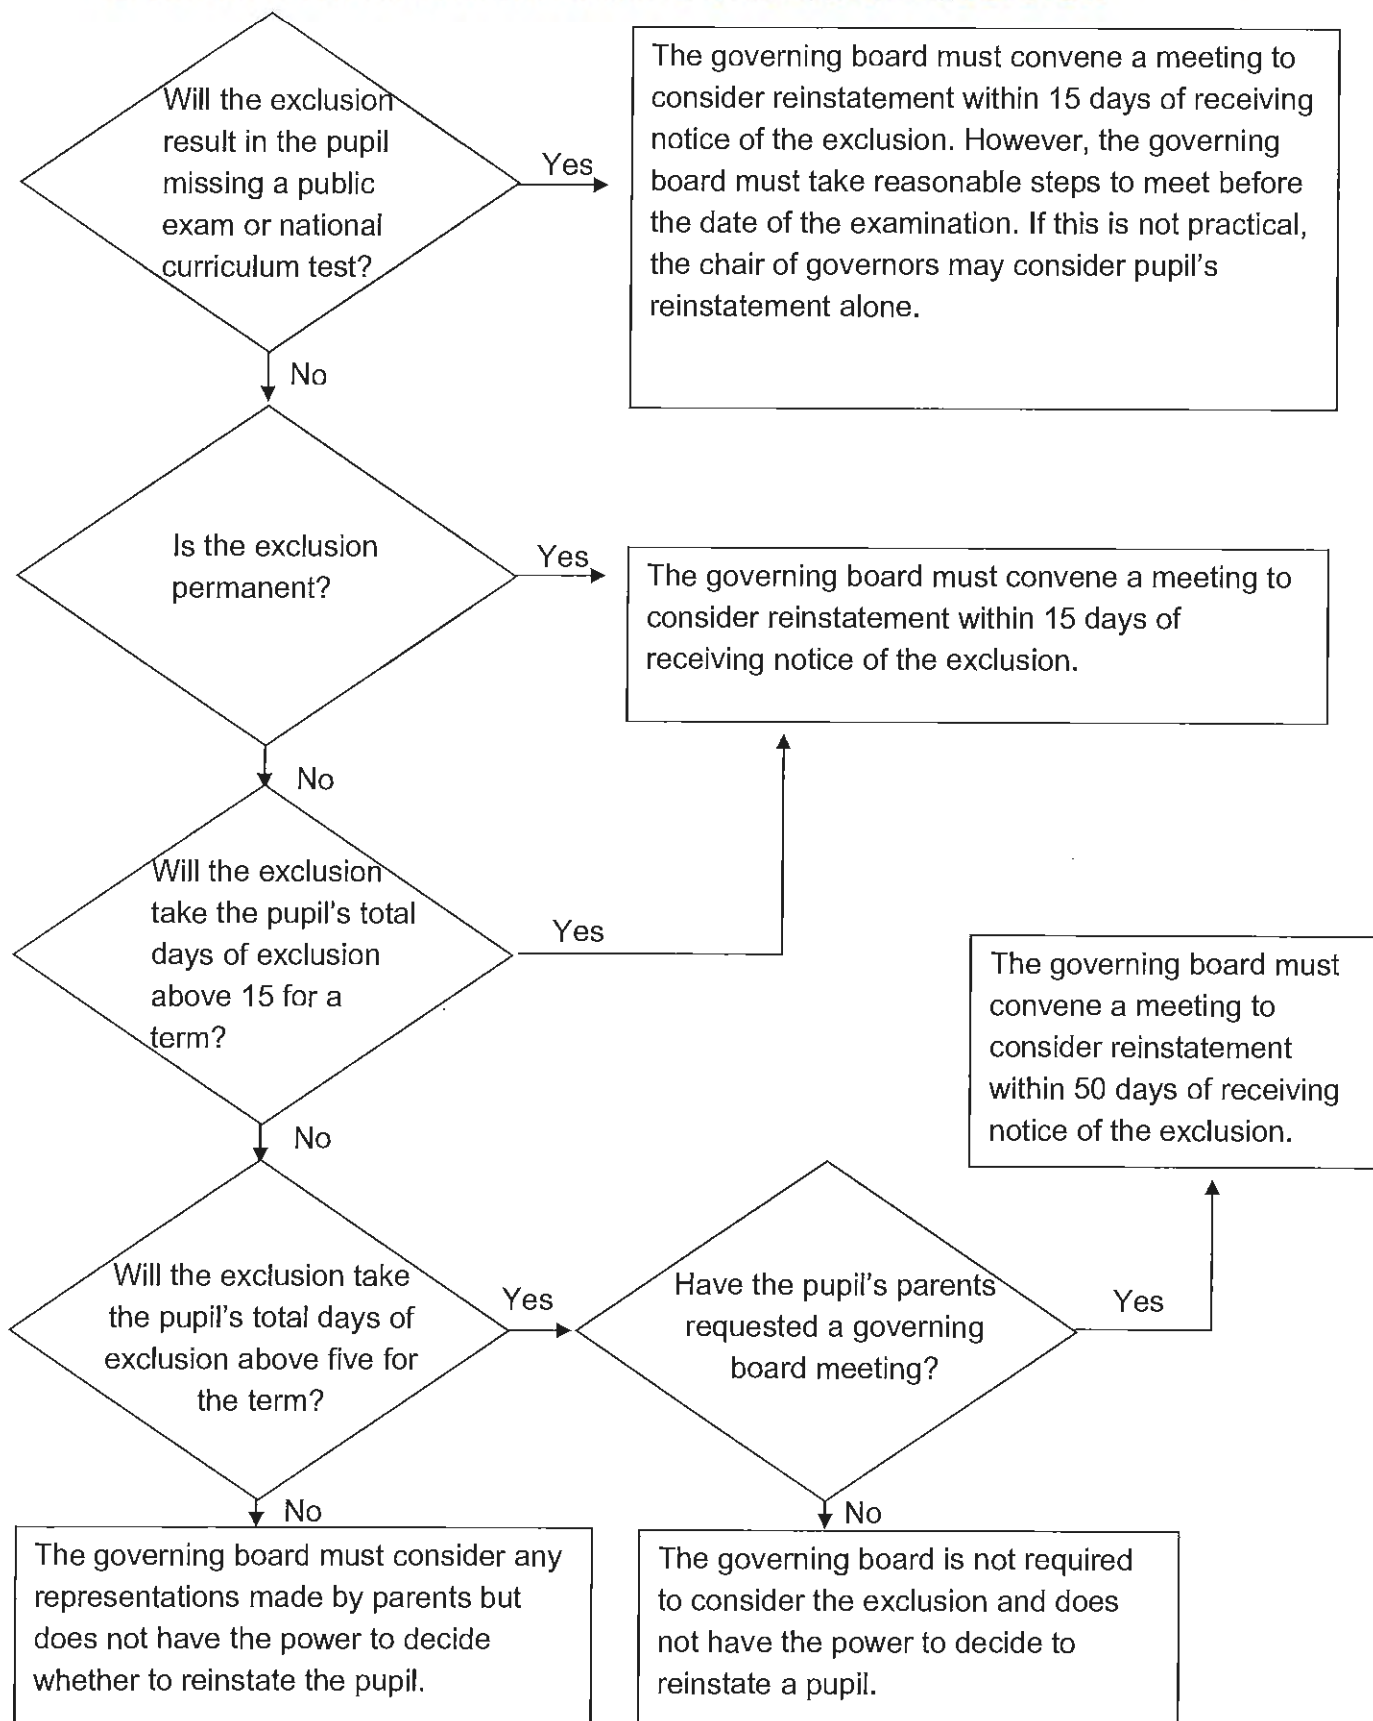 Will the exclusion
result in the pupil
missing a public
exam or national
curriculum test?
Yes
The governing board must convene a meeting to
consider reinstatement within 15 days of receiving
notice of the exclusion. However, the governing
board must take reasonable steps to meet before
the date of the examination. If this is not practical,
the chair of governors may consider pupil's
reinstatement alone.
No
Is the exclusion
permanent?
Yes
The governing board must convene a meeting to
consider reinstatement within 15 days of
receiving notice of the exclusion.
No
Will the exclusion
take the pupil's total
days of exclusion
above 15 for a
term?
Yes
The governing board must
convene a meeting to
consider reinstatement
within 50 days of receiving
notice of the exclusion.
No
Will the exclusion take
the pupil's total days of
exclusion above five for
the term?
Yes
Have the pupil's parents
requested a governing
board meeting?
Yes
No
The governing board must consider any
representations made by parents but
does not have the power to decide
whether to reinstate the pupil.
No
The governing board is not required
to consider the exclusion and does
not have the power to decide to
reinstate a pupil.